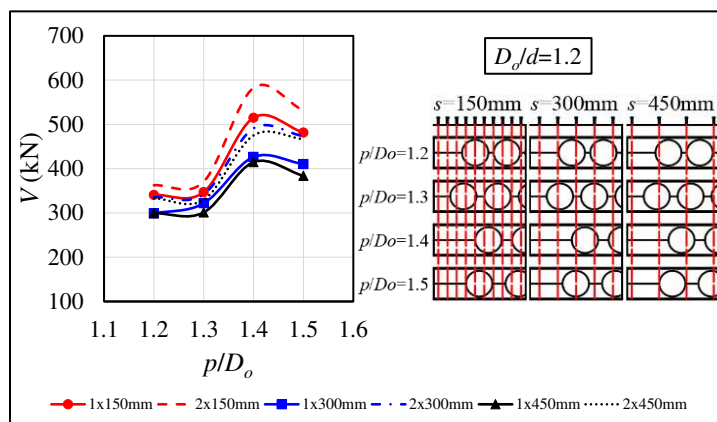 700
600
500
400
300
200
100
V (kN)
1.1 1.2 1.3 1.4 1.5 1.6
p/Do
Do/d=1.2
s=150mm s=300mm s=450mm
p/Do=1.2
p/Do=1.3
p/Do=1.4
p/Do=1.5
1x150mm 2x150mm 1x300mm 2x300mm 1x450mm 2x450mm